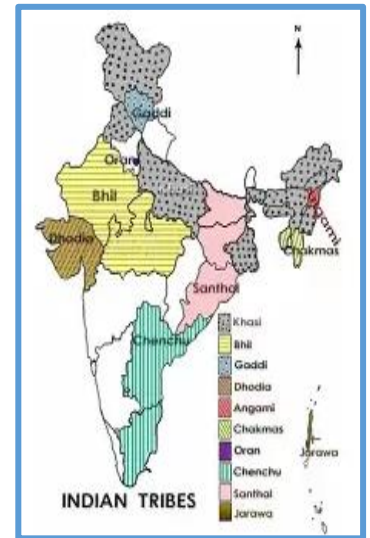 N
Gaddi
Oran
Bhil
Dhodia
Angami
Chakmas
Santhal
Chenchu
Khasi
Bhil
Gaddi
Dhodia
Angami
Chakmas
Oran
Chenchu
Santhal
Jarawa
Jarawa
INDIAN TRIBES